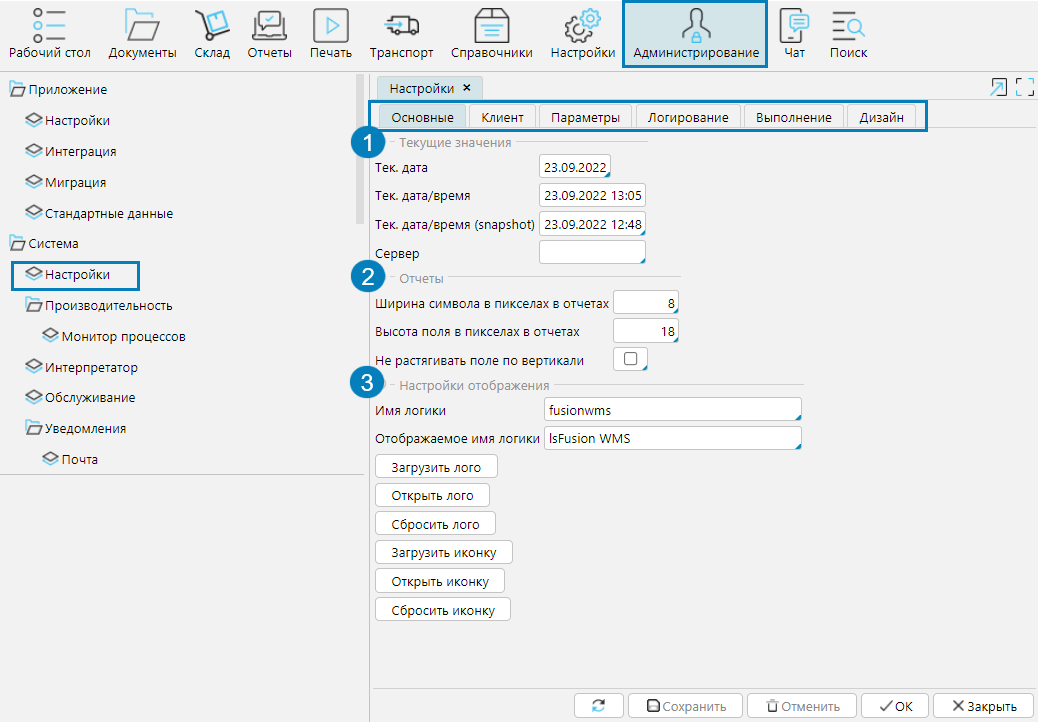 Рабочий стол
Документы
Склад
Отчеты
Печать
Транспорт
Справочники
Настройки
Администрирование
Чат
Поиск
Приложение
Настройки
Интеграция
Миграция
Стандартные данные
Система
Настройки
Производительность
Монитор процессов
Интерпретатор
Обслуживание
Уведомления
Почта
Настройки ×
Основные
Клиент
Параметры
Логирование
Выполнение
Дизайн
1
Текущие значения
Тек. дата 23.09.2022
Тек. дата/время 23.09.2022 13:05
Тек. дата/время (snapshot) 23.09.2022 12:48
Сервер
2
Отчеты
Ширина символа в пикселах в отчетах 8
Высота поля в пикселах в отчетах 18
Не растягивать поле по вертикали
3
Настройки отображения
Имя логики fusionwms
Отображаемое имя логики lsFusion WMS
Загрузить лого
Открыть лого
Сбросить лого
Загрузить иконку
Открыть иконку
Сбросить иконку
Сохранить
Отменить
OK
Закрыть